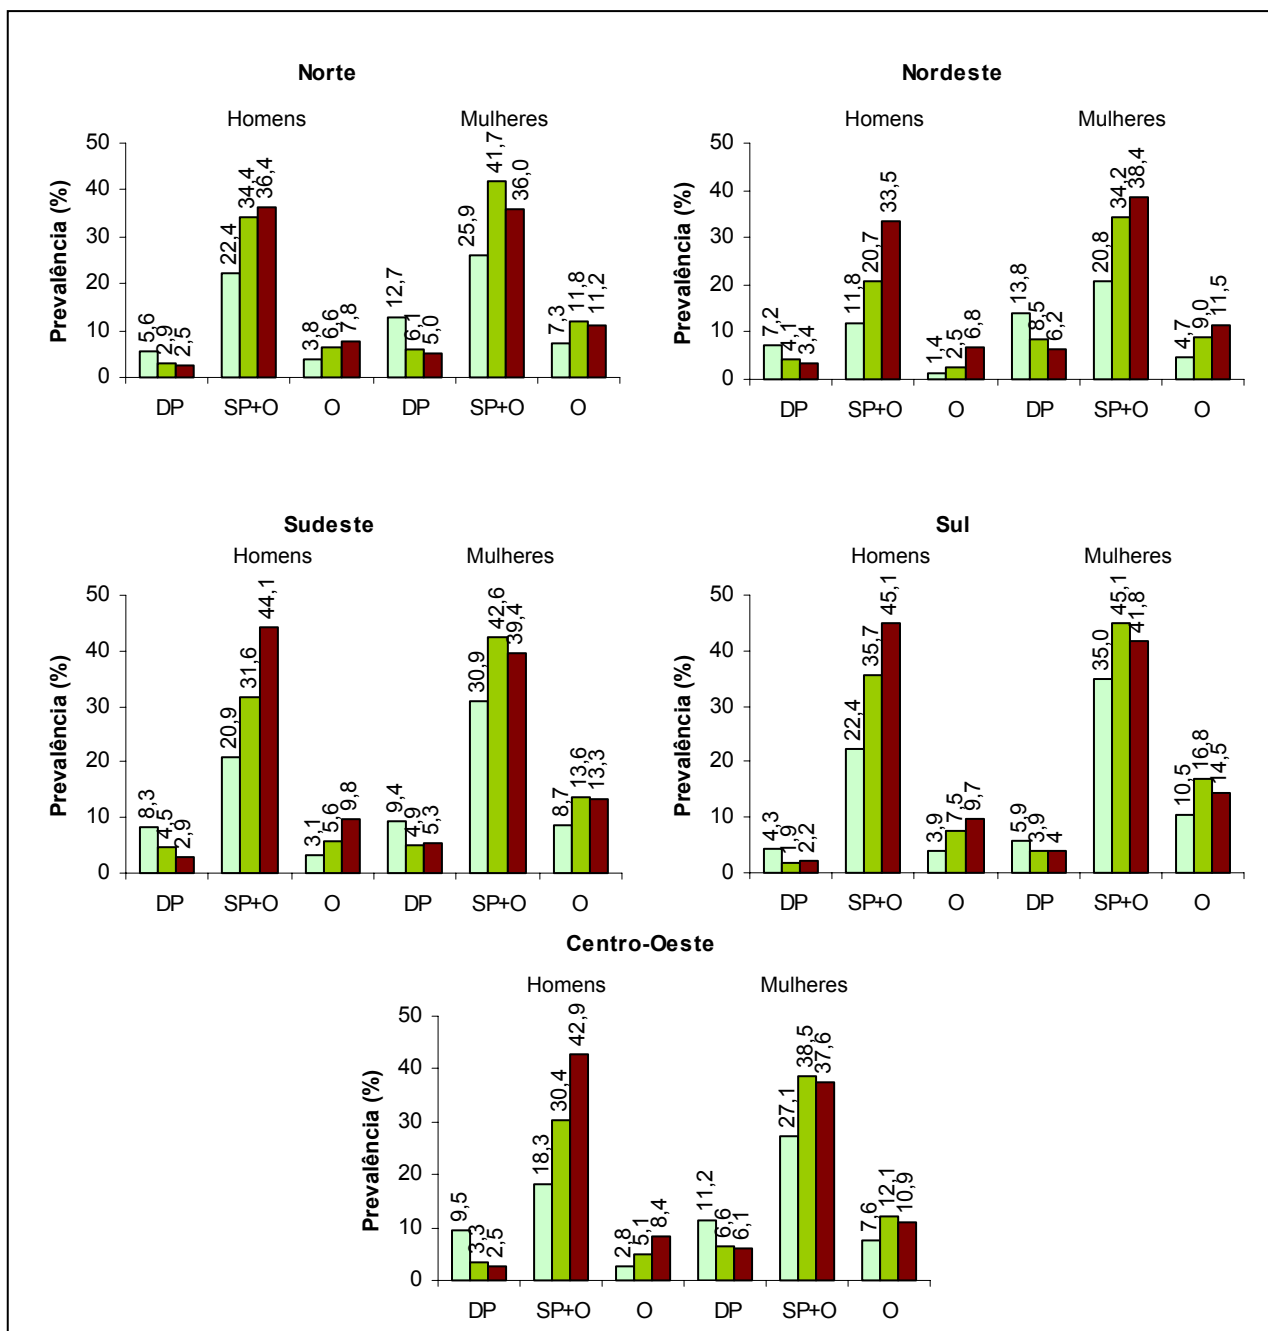 Norte
Homens
Mulheres
Prevalência (%)
50
40
30
20
10
0
5,6
2,9
2,5
22,4
34,4
36,4
3,8
6,6
7,8
12,7
6,1
5,0
25,9
41,7
36,0
7,3
11,8
11,2
DP
SP+O
O
DP
SP+O
O
Nordeste
Homens
Mulheres
Prevalência (%)
50
40
30
20
10
0
7,2
4,1
3,4
11,8
20,7
33,5
1,4
2,5
6,8
13,8
8,5
6,2
20,8
34,2
38,4
4,7
9,0
11,5
DP
SP+O
O
DP
SP+O
O
Sudeste
Homens
Mulheres
Prevalência (%)
50
40
30
20
10
0
8,3
4,5
2,9
20,9
31,6
44,1
3,1
5,6
9,8
9,4
4,9
5,3
30,9
42,6
39,4
8,7
13,6
13,3
DP
SP+O
O
DP
SP+O
O
Sul
Homens
Mulheres
Prevalência (%)
50
40
30
20
10
0
4,3
1,9
2,2
22,4
35,7
45,1
3,9
7,5
9,7
5,9
3,9
4
35,0
45,1
41,8
10,5
16,8
14,5
DP
SP+O
O
DP
SP+O
O
Centro-Oeste
Homens
Mulheres
Prevalência (%)
50
40
30
20
10
0
9,5
3,3
2,5
18,3
30,4
42,9
2,8
5,1
8,4
11,2
6,6
6,1
27,1
38,5
37,6
7,6
12,1
10,9
DP
SP+O
O
DP
SP+O
O